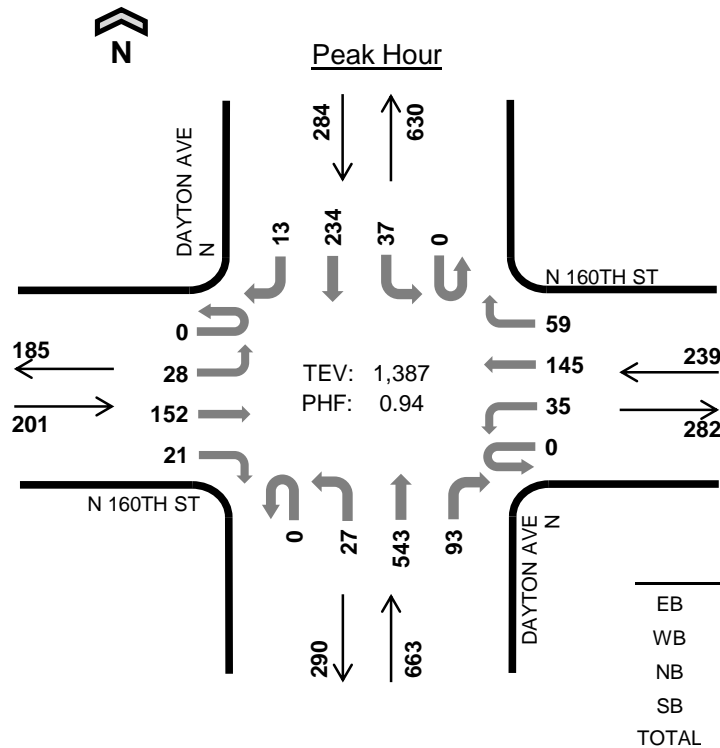 N
Peak Hour
284
630
DAYTON AVE
N
13
234
37
0
N 160TH ST
0
59
185
28
TEV: 1,387
145
239
201
152
PHF: 0.94
35
282
21
0
N 160TH ST
0
27
543
93
DAYTON AVE
N
290
663
EB
WB
NB
SB
TOTAL